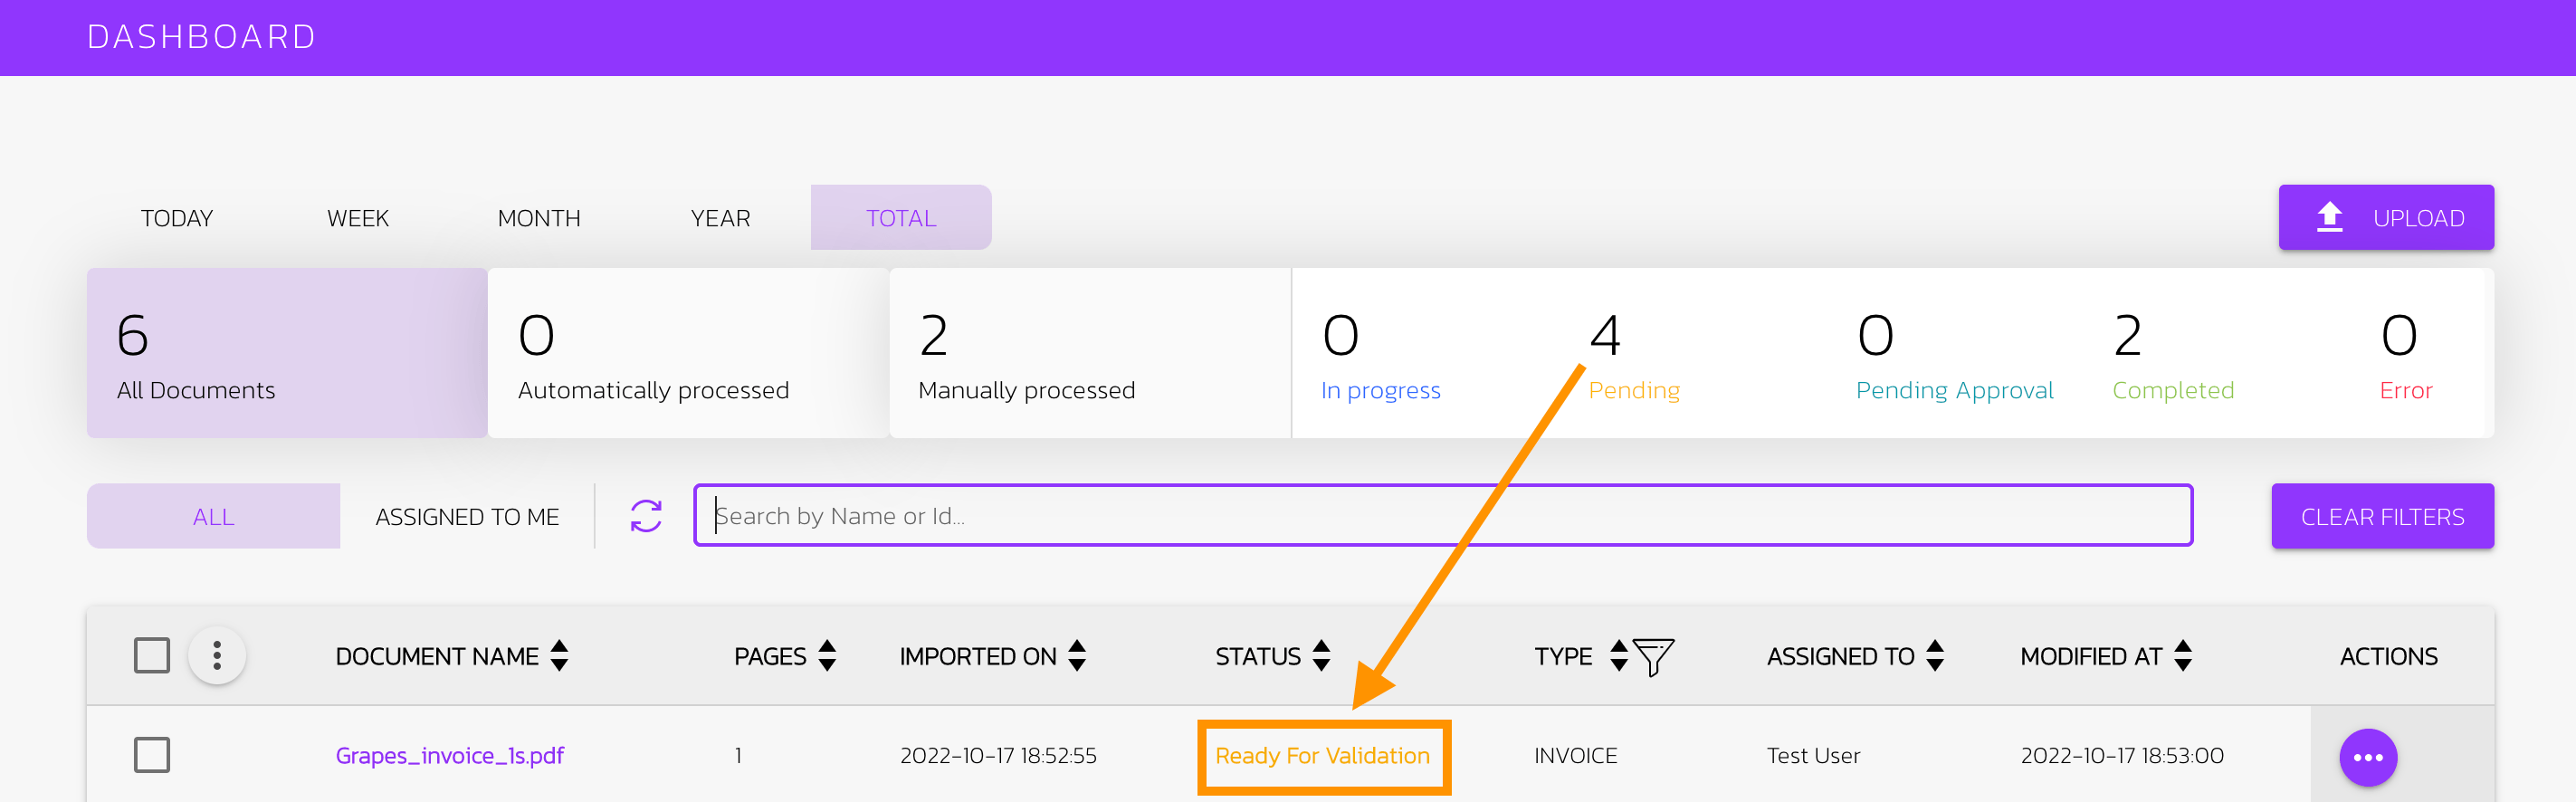 DASHBOARD
TODAY WEEK MONTH YEAR TOTAL UPLOAD
6 0 2 0 4 0 2 0
All Documents Automatically processed Manually processed In progress Pending Pending Approval Completed Error
ALL ASSIGNED TO ME Search by Name or Id... CLEAR FILTERS
DOCUMENT NAME PAGES IMPORTED ON STATUS TYPE ASSIGNED TO MODIFIED AT ACTIONS
Grapes_invoice_1s.pdf 1 2022-10-17 18:52:55 Ready For Validation INVOICE Test User 2022-10-17 18:53:00